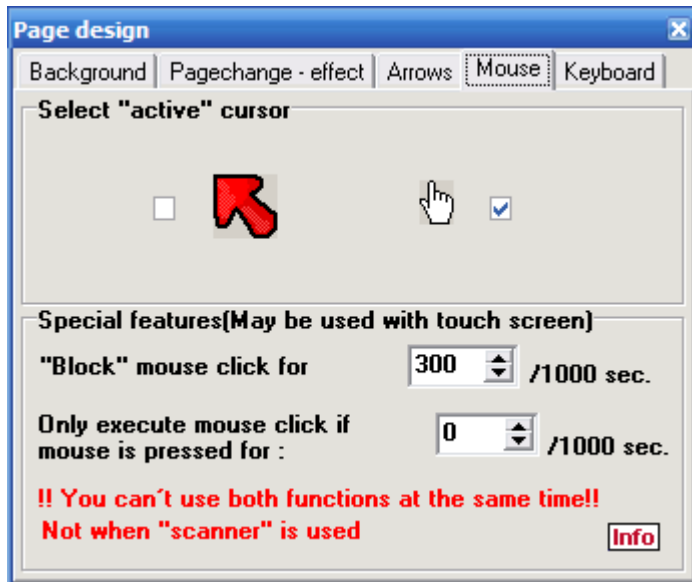 Page design
Background Pagechange - effect Arrows Mouse Keyboard
Select "active" cursor
Special features(May be used with touch screen)
"Block" mouse click for 300 /1000 sec.
Only execute mouse click if
mouse is pressed for : 0 /1000 sec.
!! You can´t use both functions at the same time!!
Not when "scanner" is used
Info